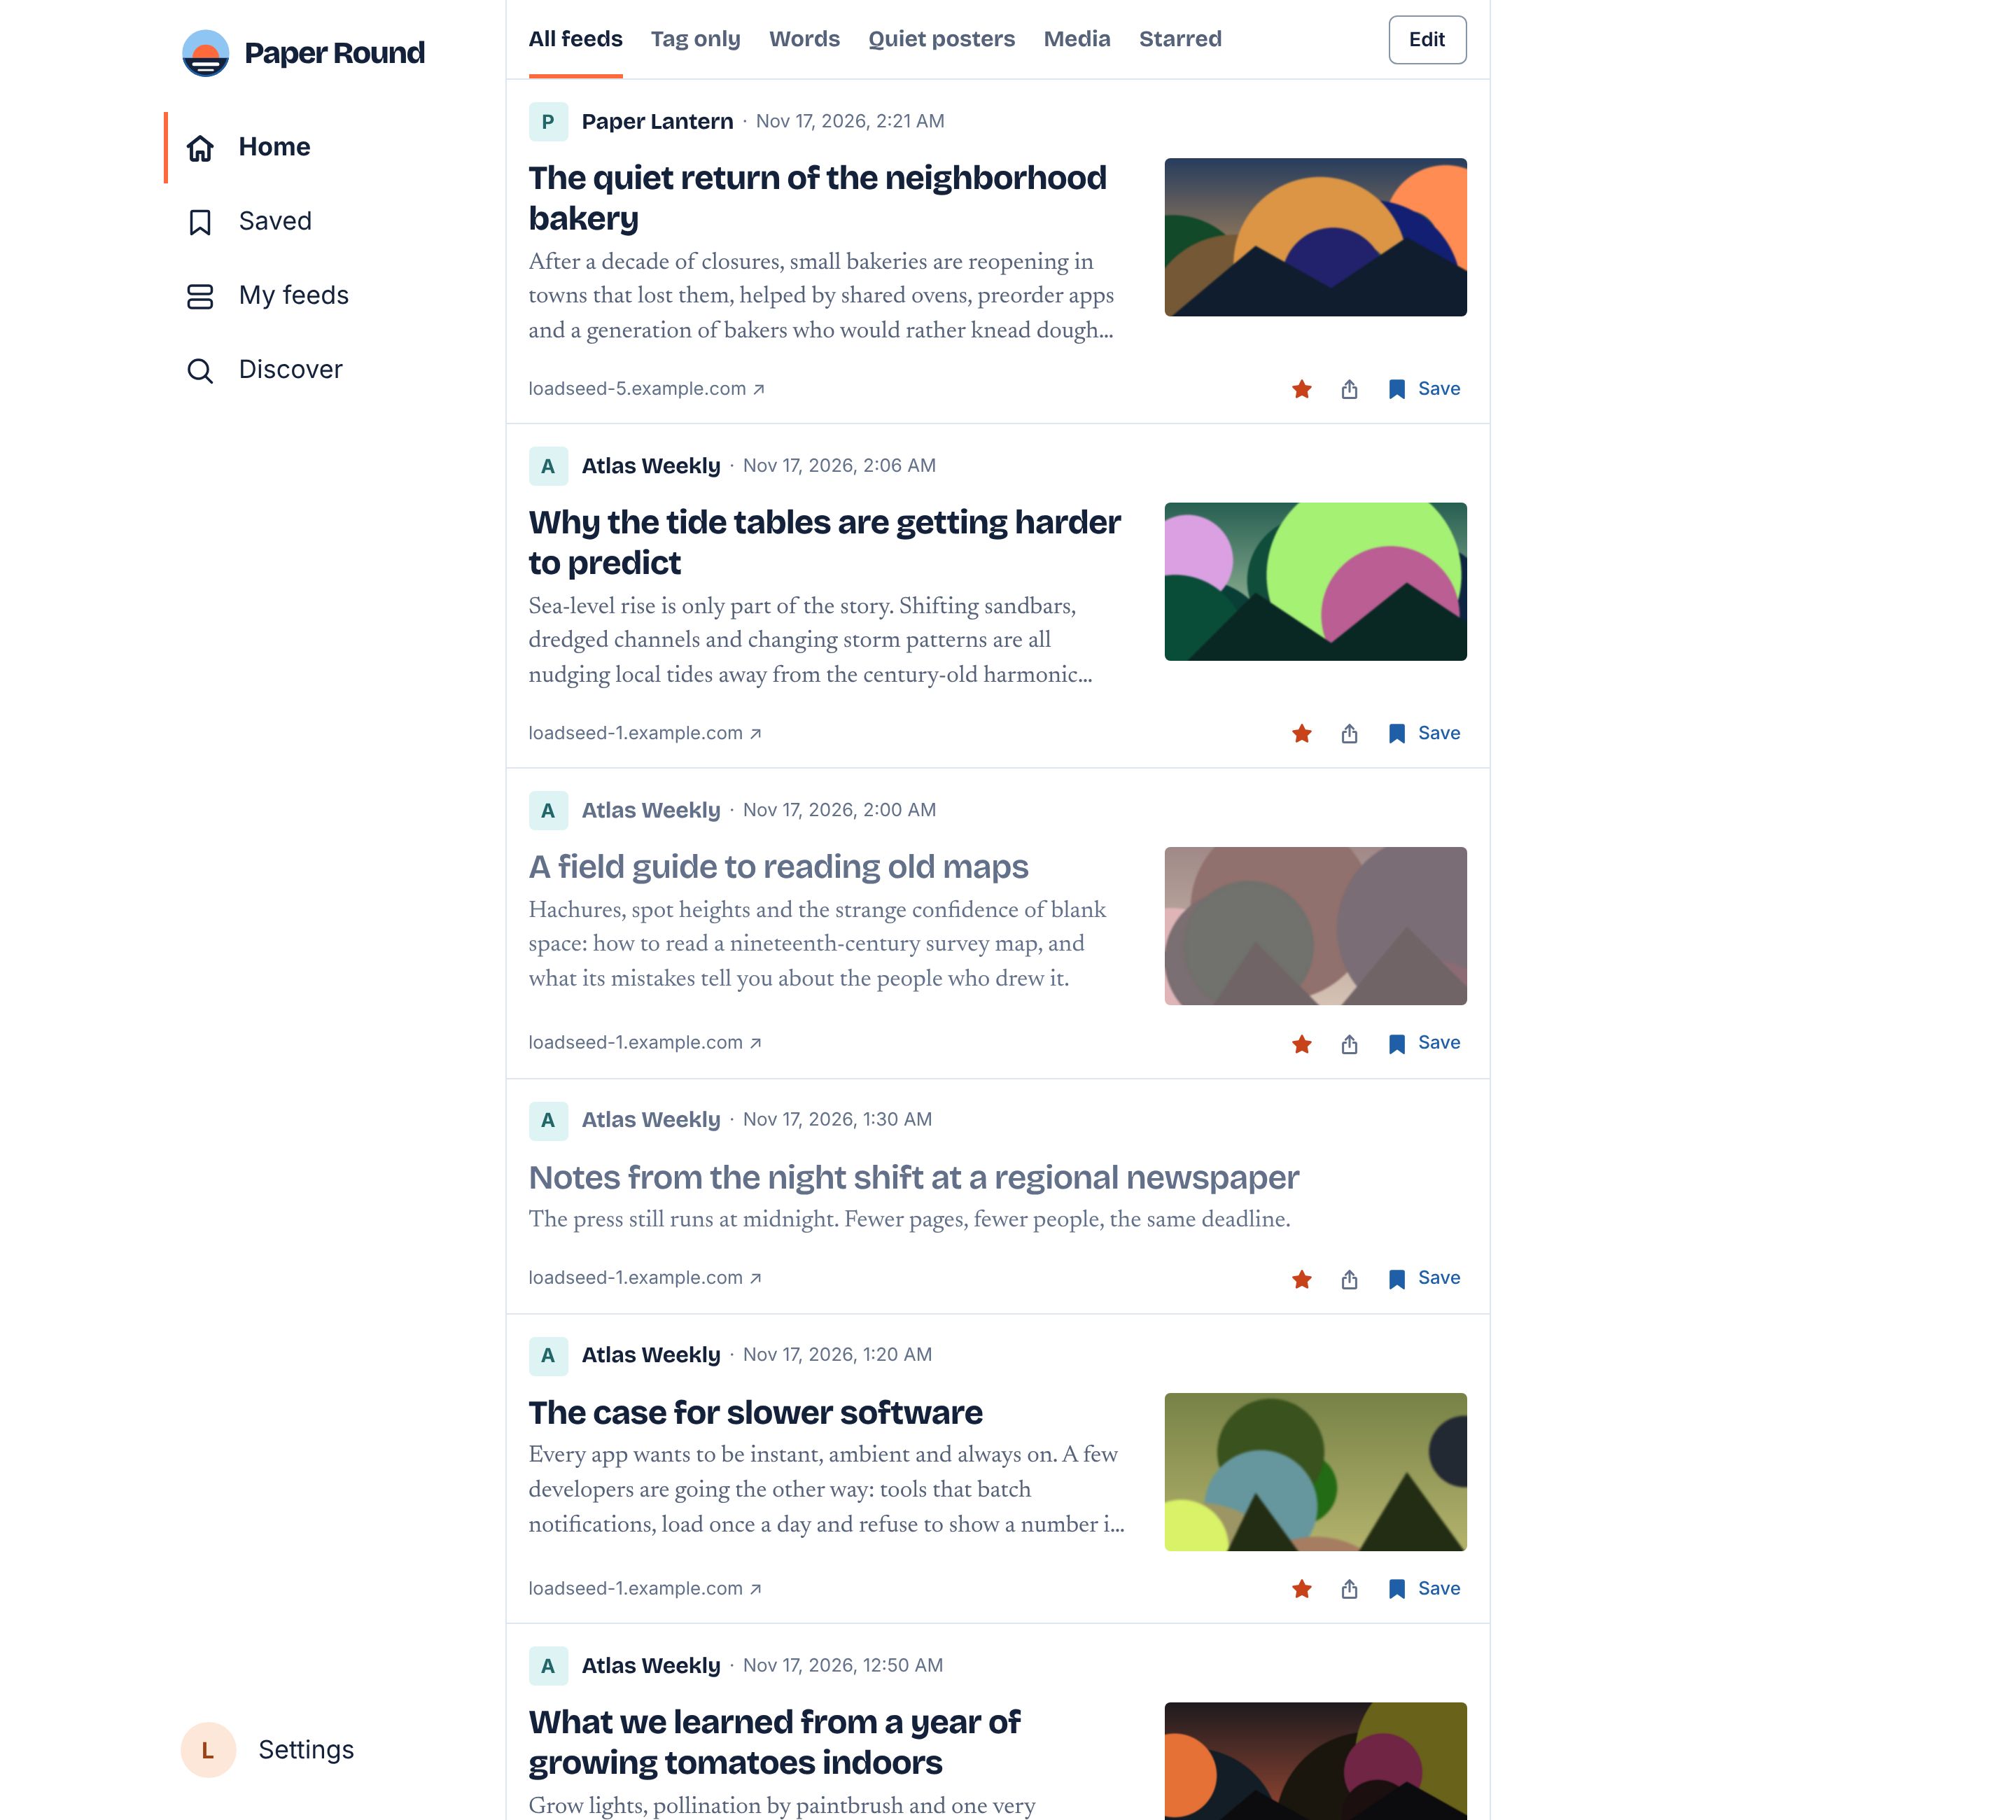 Paper Round
Home
Saved
My feeds
Discover
L Settings
All feeds Tag only Words Quiet posters Media Starred Edit
P Paper Lantern · Nov 17, 2026, 2:21 AM
The quiet return of the neighborhood
bakery
After a decade of closures, small bakeries are reopening in
towns that lost them, helped by shared ovens, preorder apps
and a generation of bakers who would rather knead dough...
loadseed-5.example.com ↗ Save
A Atlas Weekly · Nov 17, 2026, 2:06 AM
Why the tide tables are getting harder
to predict
Sea-level rise is only part of the story. Shifting sandbars,
dredged channels and changing storm patterns are all
nudging local tides away from the century-old harmonic...
loadseed-1.example.com ↗ Save
A Atlas Weekly · Nov 17, 2026, 2:00 AM
A field guide to reading old maps
Hachures, spot heights and the strange confidence of blank
space: how to read a nineteenth-century survey map, and
what its mistakes tell you about the people who drew it.
loadseed-1.example.com ↗ Save
A Atlas Weekly · Nov 17, 2026, 1:30 AM
Notes from the night shift at a regional newspaper
The press still runs at midnight. Fewer pages, fewer people, the same deadline.
loadseed-1.example.com ↗ Save
A Atlas Weekly · Nov 17, 2026, 1:20 AM
The case for slower software
Every app wants to be instant, ambient and always on. A few
developers are going the other way: tools that batch
notifications, load once a day and refuse to show a number i...
loadseed-1.example.com ↗ Save
A Atlas Weekly · Nov 17, 2026, 12:50 AM
What we learned from a year of
growing tomatoes indoors
Grow lights, pollination by paintbrush and one very